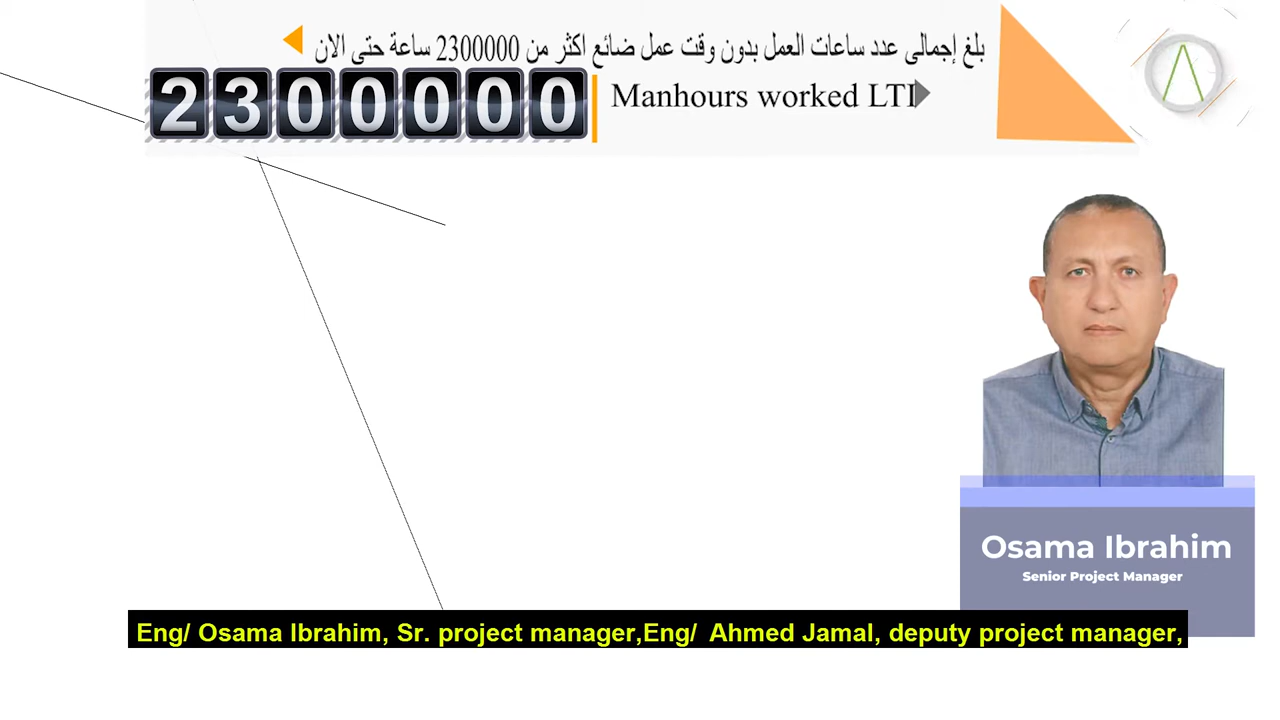 بلغ إجمالى عدد ساعات العمل بدون وقت عمل ضائع اكثر من 2300000 ساعة حتى الان
2300000
Manhours worked LTI
Osama Ibrahim
Senior Project Manager
Eng/ Osama Ibrahim, Sr. project manager,Eng/  Ahmed Jamal, deputy project manager,